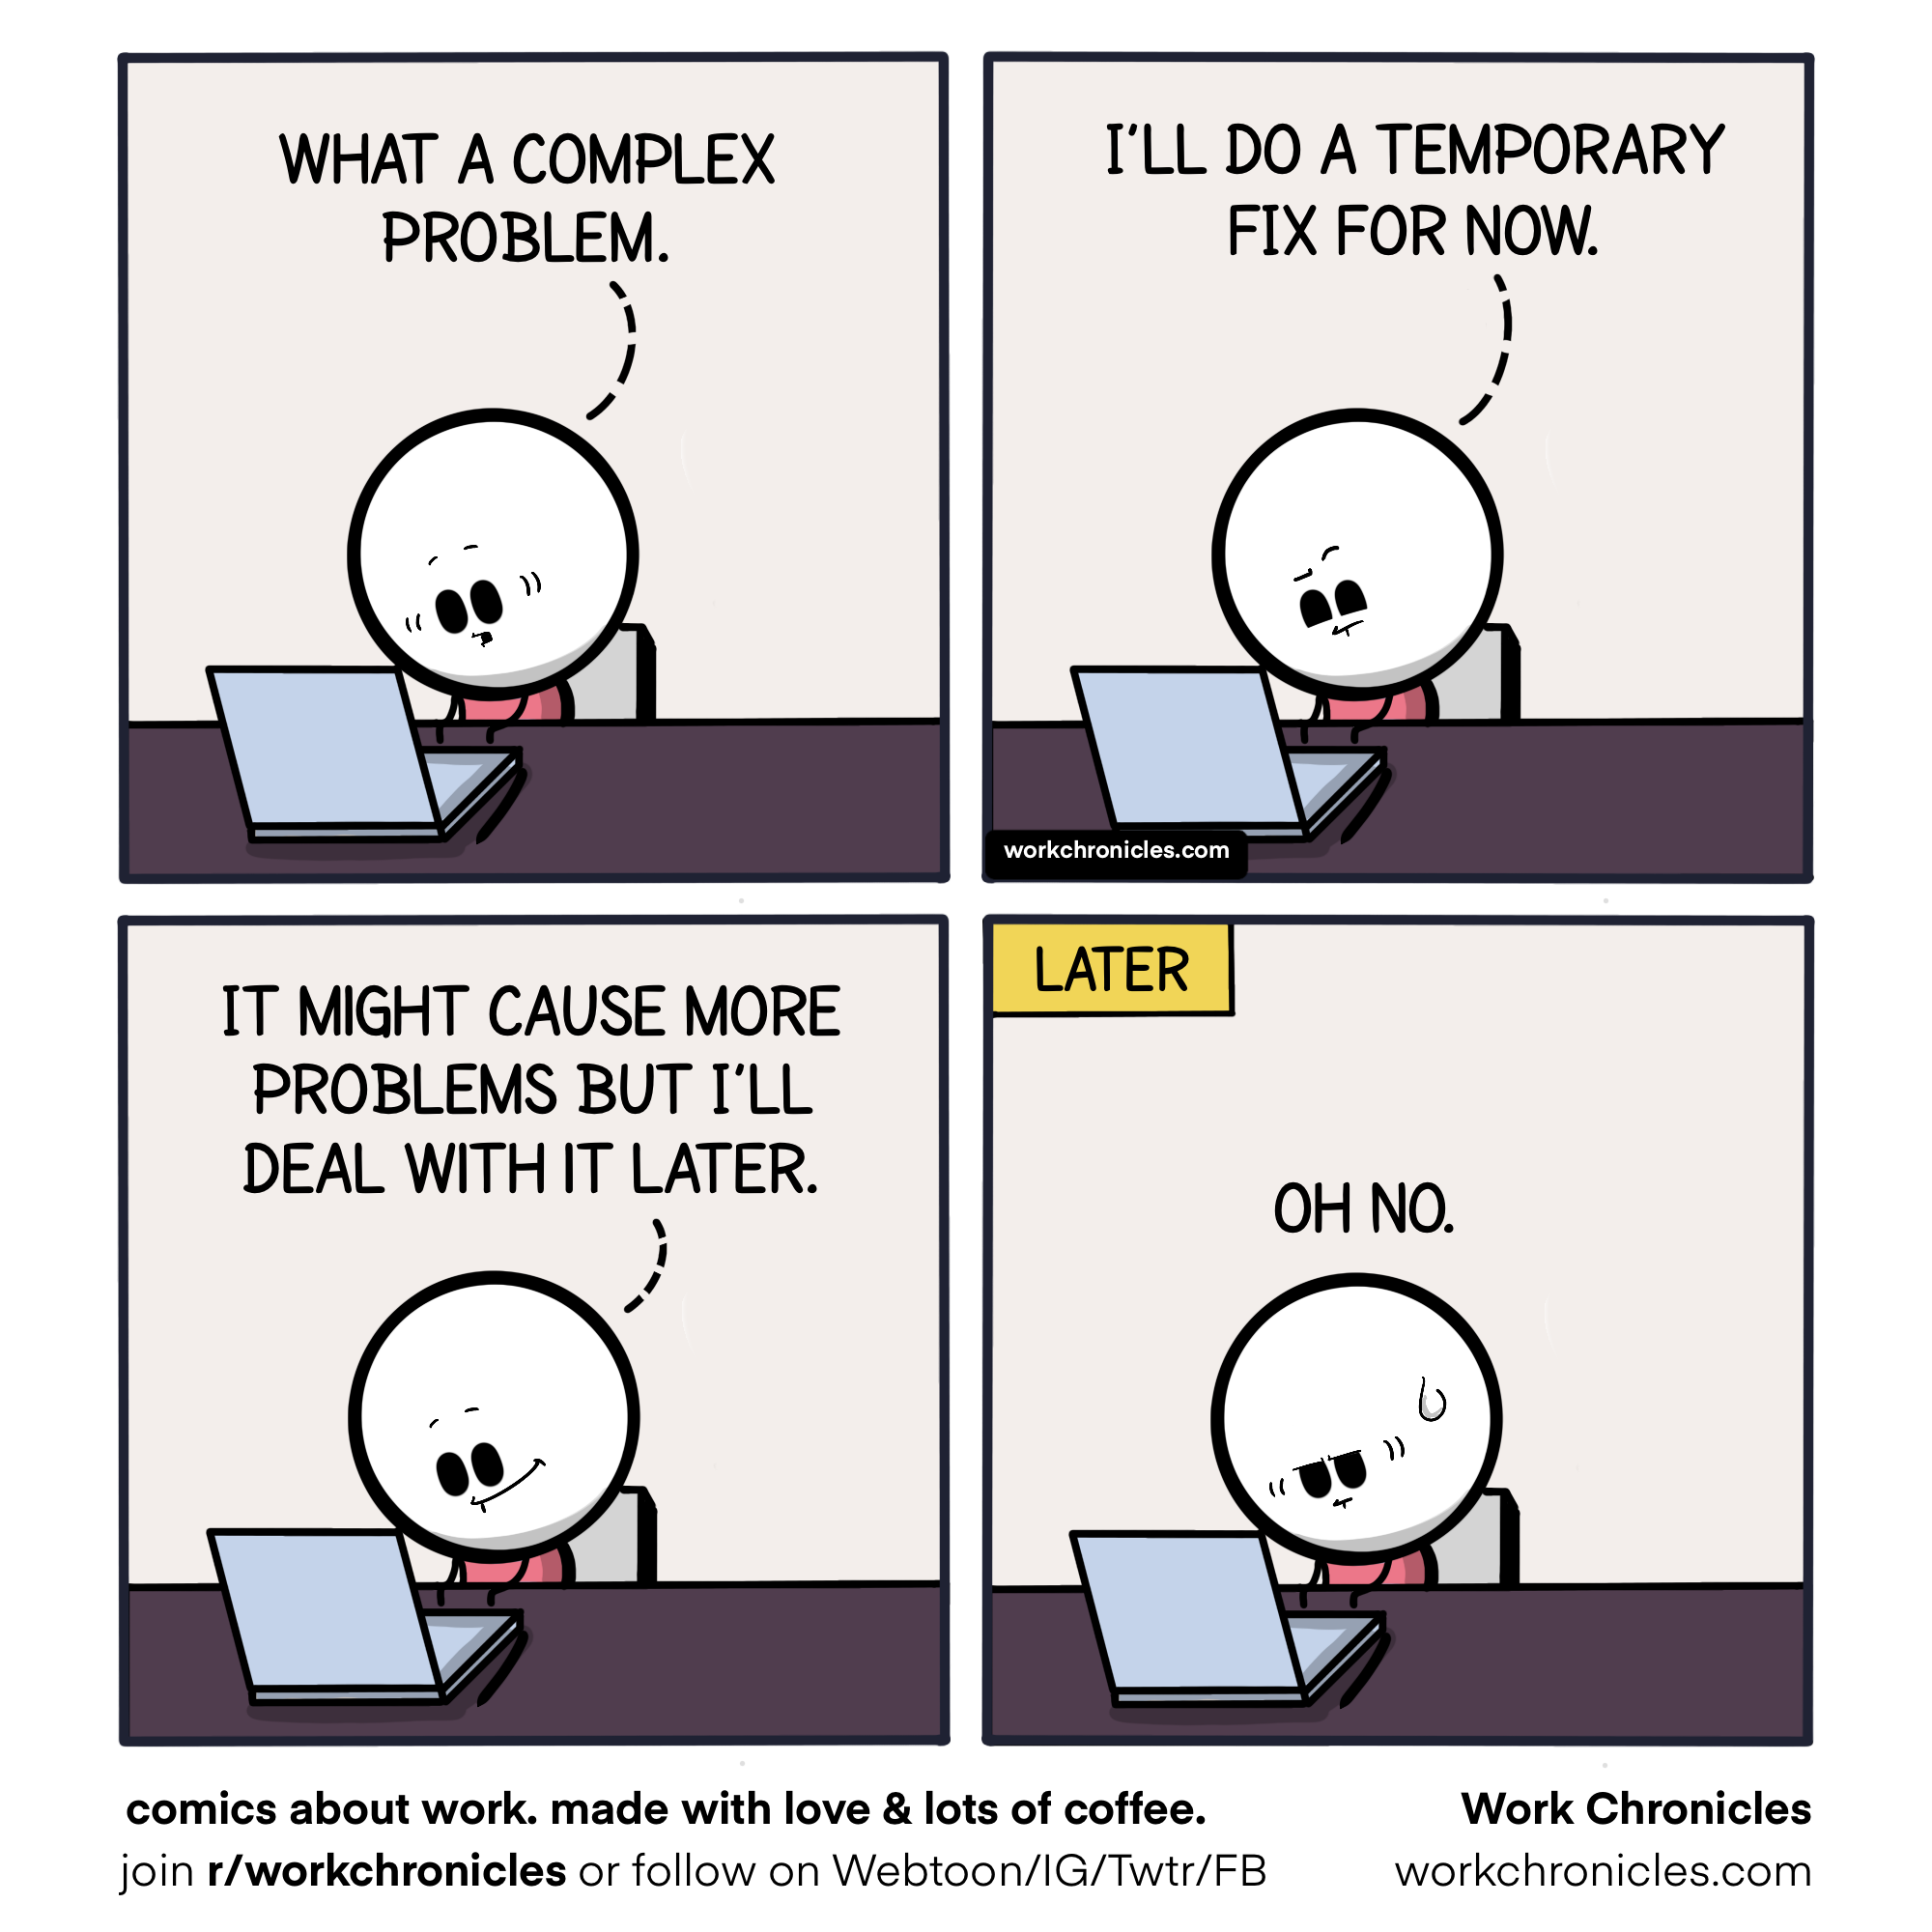 WHAT A COMPLEX
PROBLEM.
I'LL DO A TEMPORARY
FIX FOR NOW.
workchronicles.com
IT MIGHT CAUSE MORE
PROBLEMS BUT I'LL
DEAL WITH IT LATER.
LATER
OH NO.
comics about work. made with love & lots of coffee.
join r/workchronicles or follow on Webtoon/IG/Twtr/FB
Work Chronicles
workchronicles.com